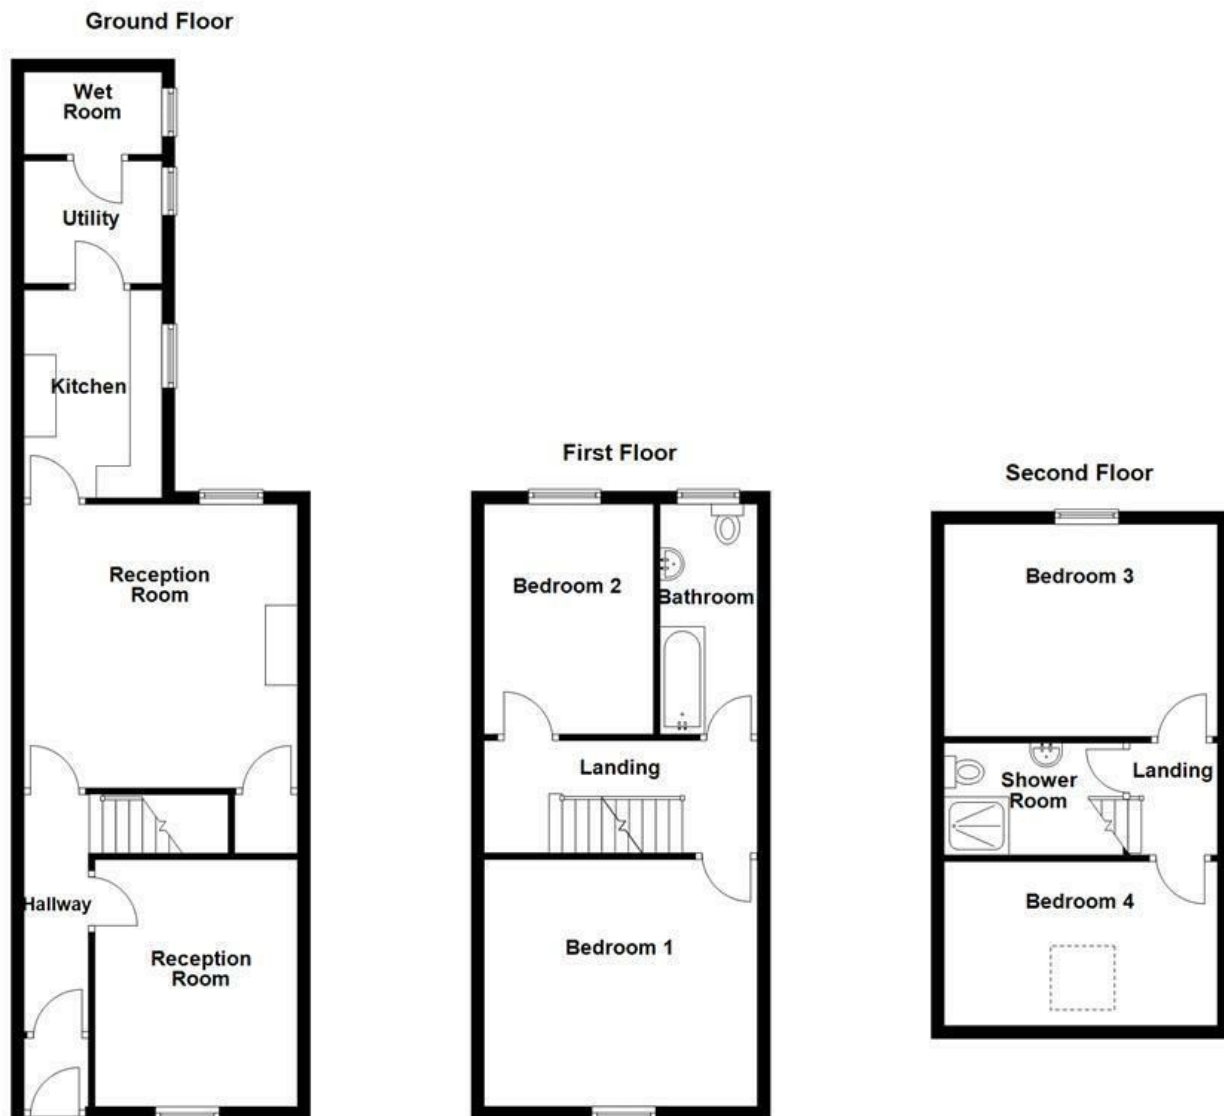 Ground Floor
Wet
Room
Utility
Kitchen
Reception
Room
Hallway
Reception
Room
First Floor
Bedroom 2
Bathroom
Landing
Bedroom 1
Second Floor
Bedroom 3
Shower
Room
Landing
Bedroom 4